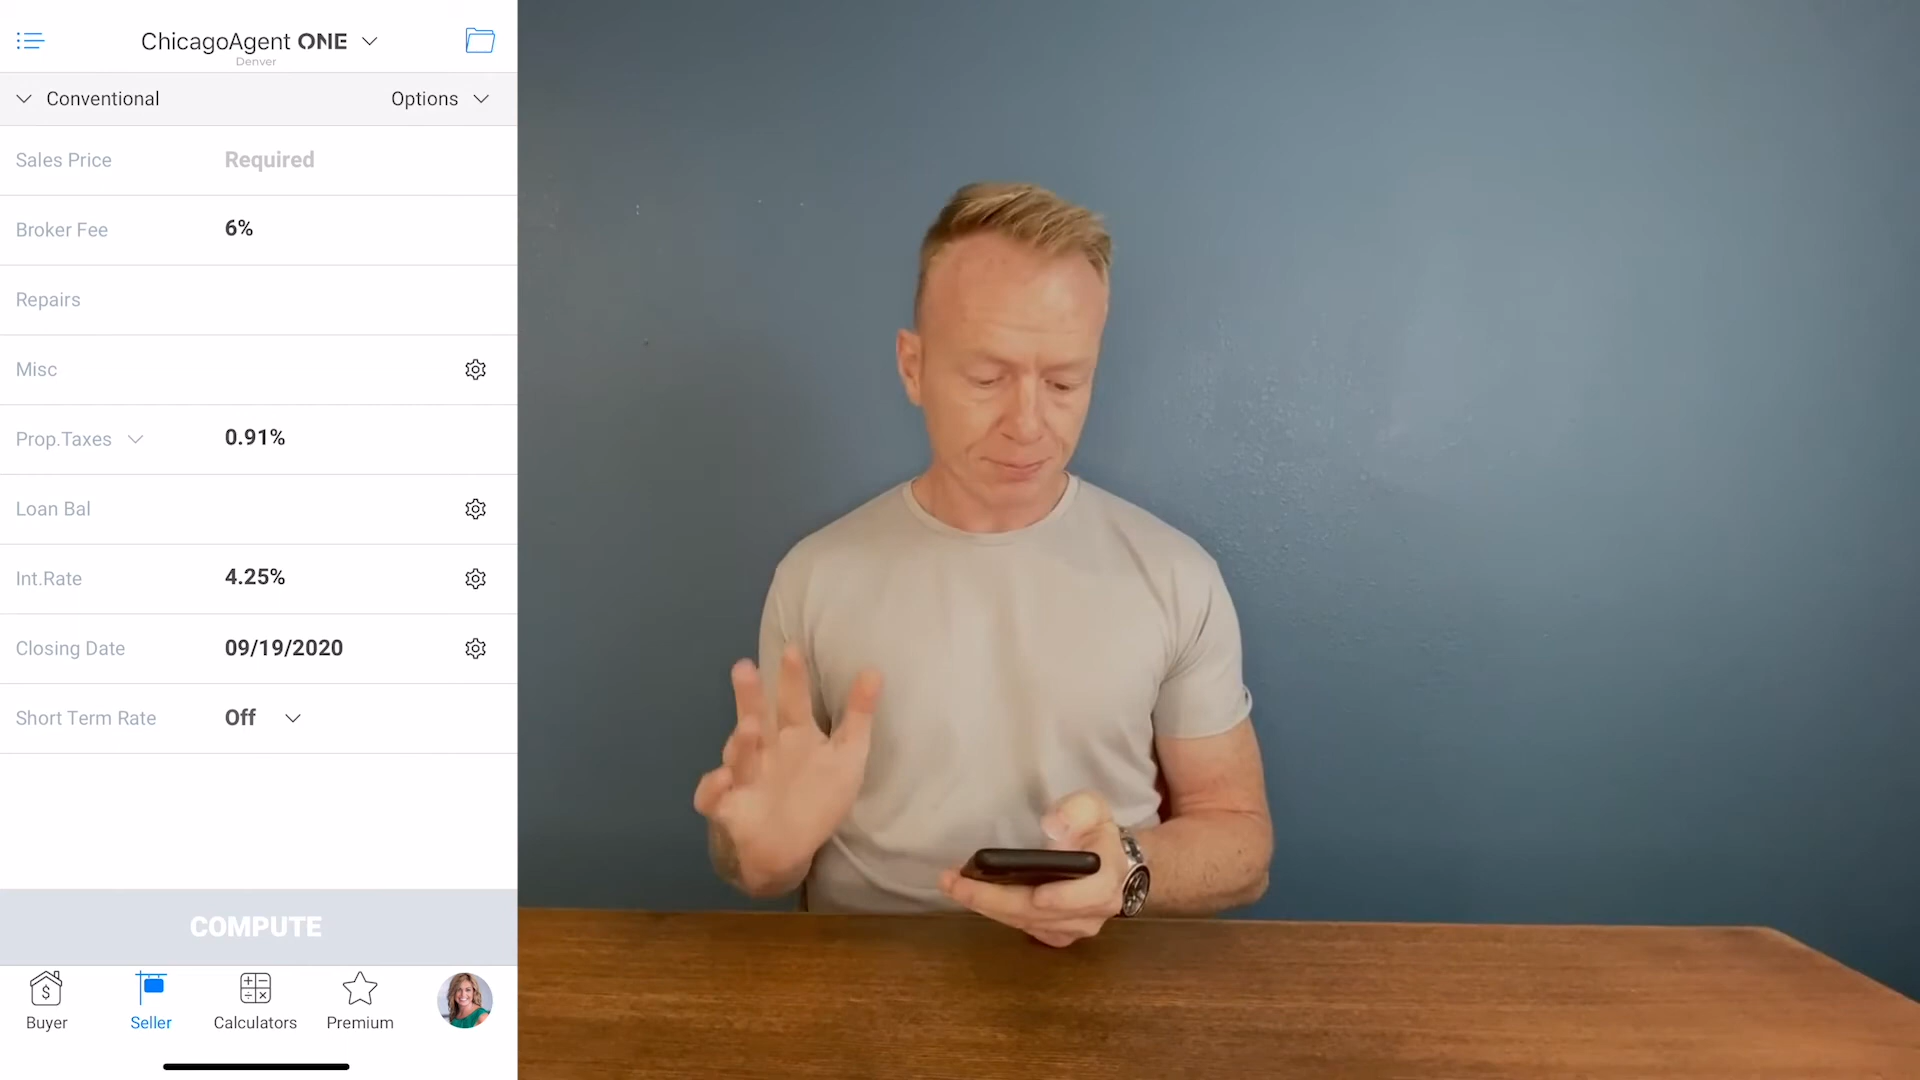 ChicagoAgent ONE
Denver
Conventional Options
Sales Price Required
Broker Fee 6%
Repairs
Misc
Prop.Taxes 0.91%
Loan Bal
Int.Rate 4.25%
Closing Date 09/19/2020
Short Term Rate Off
COMPUTE
Buyer Seller Calculators Premium